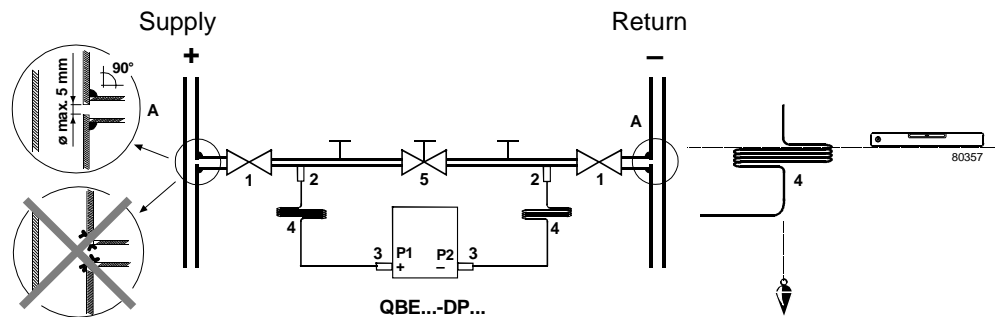 Supply
Return
+
–
90°
ø max. 5 mm
A
A
1
2
5
2
1
4
4
3
P1
P2
3
+
–
QBE...-DP...
80357
4